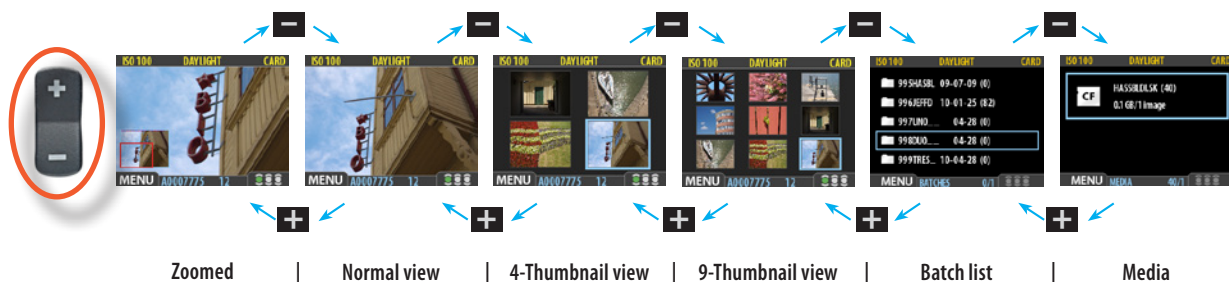 ISO 100 DAYLIGHT CARD
MENU A0007775 12
ISO 100 DAYLIGHT CARD
MENU A0007775 12
ISO 100 DAYLIGHT CARD
MENU A0007775 12
ISO 100 DAYLIGHT CARD
MENU A0007775 12
ISO 100 DAYLIGHT CARD
995HASBL 09-07-09 (0)
996JEFFD 10-01-25 (82)
997UNO__ 04-28 (0)
998DUO__ 04-28 (0)
999TRES_ 10-04-28 (0)
MENU BATCHES 0/1
ISO 100 DAYLIGHT CARD
CF HASSBLDLSK (40)
0.1 GB/1 image
MENU MEDIA 40/1
Zoomed | Normal view | 4-Thumbnail view | 9-Thumbnail view | Batch list | Media